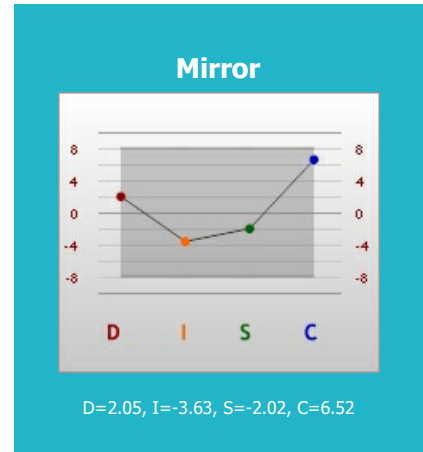 Mirror
8 8
4 4
0 0
-4 -4
-8 -8
D I S C
D=2.05, I=-3.63, S=-2.02, C=6.52